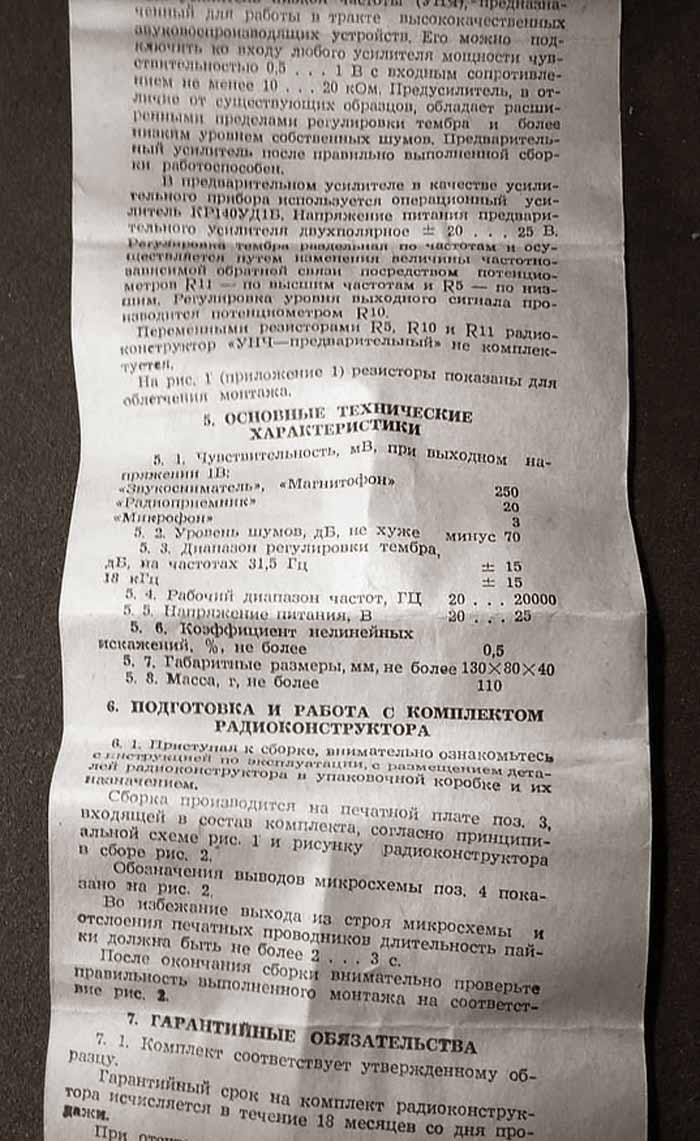 усилитель низкой частоты (УНЧ), предназна-
ченный для работы в тракте высококачественных
звуковоспроизводящих устройств. Его можно под-
ключить ко входу любого усилителя мощности чув-
ствительностью 0,5 . . . 1 В с входным сопротивле-
нием не менее 10 . . . 20 кОм. Предусилитель, в от-
личие от существующих образцов, обладает расши-
ренными пределами регулировки тембра и более
низким уровнем собственных шумов. Предваритель-
ный усилитель после правильно выполненной сбор-
ки работоспособен.
В предварительном усилителе в качестве усили-
тельного прибора используется операционный уси-
литель КР140УД1Б. Напряжение питания предвари-
тельного усилителя двухполярное ± 20 . . . 25 В.
Регулировка тембра раздельная по частотам и осу-
ществляется путем изменения величины частотно-
зависимой обратной связи посредством потенцио-
метров R11 — по высшим частотам и R5 — по низ-
шим. Регулировка уровня выходного сигнала про-
изводится потенциометром R10.
Переменными резисторами R5, R10 и R11 радио-
конструктор «УНЧ—предварительный» не комплек-
туется.
На рис. 1 (приложение 1) резисторы показаны для
облегчения монтажа.
5. ОСНОВНЫЕ ТЕХНИЧЕСКИЕ
ХАРАКТЕРИСТИКИ
5. 1. Чувствительность, мВ, при выходном на-
пряжении 1В:
«Звукосниматель», «Магнитофон» 250
«Радиоприемник» 20
«Микрофон» 3
5. 2. Уровень шумов, дБ, не хуже минус 70
5. 3. Диапазон регулировки тембра,
дБ, на частотах 31,5 Гц ± 15
18 кГц ± 15
5. 4. Рабочий диапазон частот, ГЦ 20 . . . 20000
5. 5. Напряжение питания, В 20 . . . 25
5. 6. Коэффициент нелинейных
искажений, %, не более 0,5
5. 7. Габаритные размеры, мм, не более 130×80×40
5. 8. Масса, г, не более 110
6. ПОДГОТОВКА И РАБОТА С КОМПЛЕКТОМ
РАДИОКОНСТРУКТОРА
6. 1. Приступая к сборке, внимательно ознакомьтесь
с инструкцией по эксплуатации, с размещением дета-
лей радиоконструктора в упаковочной коробке и их
назначением.
Сборка производится на печатной плате поз. 3,
входящей в состав комплекта, согласно принципи-
альной схеме рис. 1 и рисунку радиоконструктора
в сборе рис. 2.
Обозначения выводов микросхемы поз. 4 пока-
зано на рис. 2.
Во избежание выхода из строя микросхемы и
отслоения печатных проводников длительность пай-
ки должна быть не более 2 . . . 3 с.
После окончания сборки внимательно проверьте
правильность выполненного монтажа на соответст-
вие рис. 2.
7. ГАРАНТИЙНЫЕ ОБЯЗАТЕЛЬСТВА
7. 1. Комплект соответствует утвержденному об-
разцу.
Гарантийный срок на комплект радиоконструк-
тора исчисляется в течение 18 месяцев со дня про-
дажи.
При